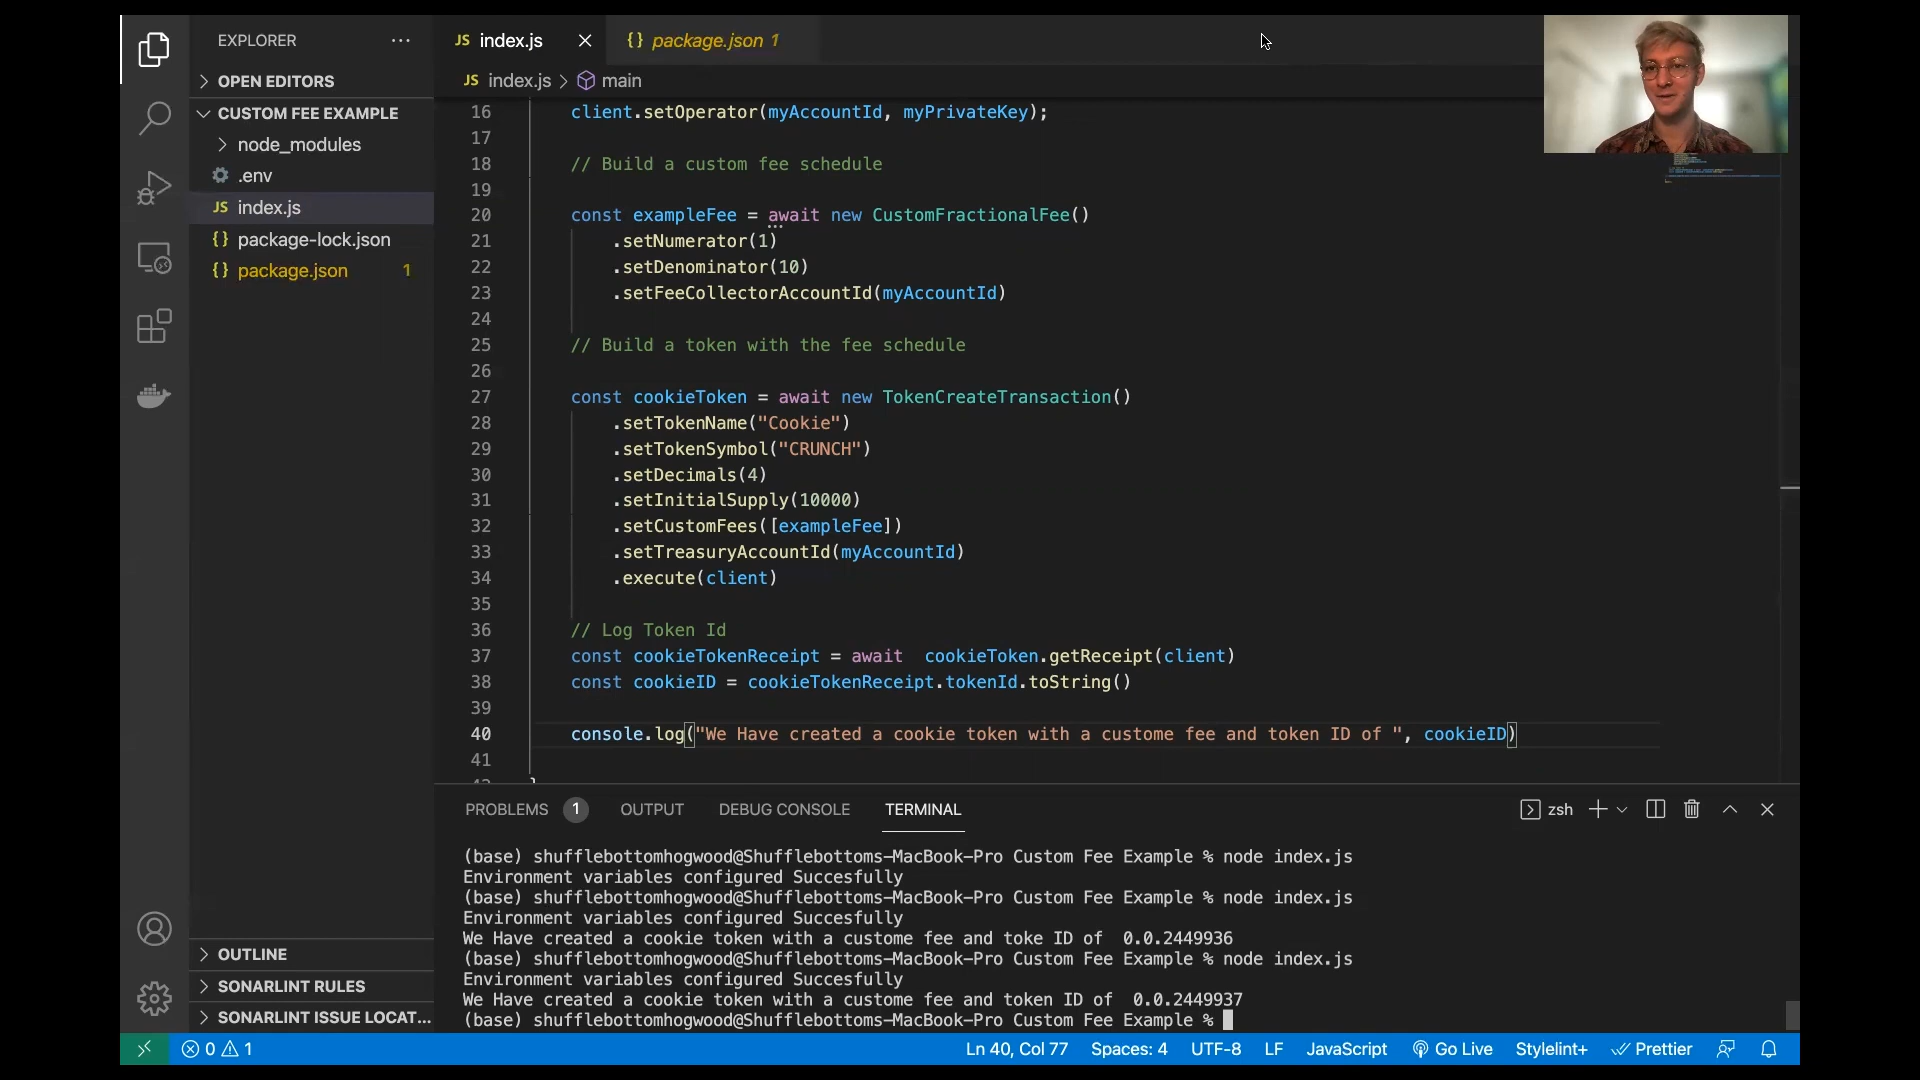 EXPLORER ...
OPEN EDITORS
CUSTOM FEE EXAMPLE
node_modules
.env
JS index.js
{} package-lock.json
{} package.json 1
OUTLINE
SONARLINT RULES
SONARLINT ISSUE LOCAT...
JS index.js
{} package.json 1
JS index.js > main
16 client.setOperator(myAccountId, myPrivateKey);
17
18 // Build a custom fee schedule
19
20 const exampleFee = await new CustomFractionalFee()
21 .setNumerator(1)
22 .setDenominator(10)
23 .setFeeCollectorAccountId(myAccountId)
24
25 // Build a token with the fee schedule
26
27 const cookieToken = await new TokenCreateTransaction()
28 .setTokenName("Cookie")
29 .setTokenSymbol("CRUNCH")
30 .setDecimals(4)
31 .setInitialSupply(10000)
32 .setCustomFees([exampleFee])
33 .setTreasuryAccountId(myAccountId)
34 .execute(client)
35
36 // Log Token Id
37 const cookieTokenReceipt = await  cookieToken.getReceipt(client)
38 const cookieID = cookieTokenReceipt.tokenId.toString()
39
40 console.log("We Have created a cookie token with a custome fee and token ID of ", cookieID)
41
PROBLEMS 1 OUTPUT DEBUG CONSOLE TERMINAL zsh
(base) shufflebottomhogwood@Shufflebottoms-MacBook-Pro Custom Fee Example % node index.js
Environment variables configured Succesfully
(base) shufflebottomhogwood@Shufflebottoms-MacBook-Pro Custom Fee Example % node index.js
Environment variables configured Succesfully
We Have created a cookie token with a custome fee and toke ID of  0.0.2449936
(base) shufflebottomhogwood@Shufflebottoms-MacBook-Pro Custom Fee Example % node index.js
Environment variables configured Succesfully
We Have created a cookie token with a custome fee and token ID of  0.0.2449937
(base) shufflebottomhogwood@Shufflebottoms-MacBook-Pro Custom Fee Example %
0 1 Ln 40, Col 77 Spaces: 4 UTF-8 LF JavaScript Go Live Stylelint+ Prettier